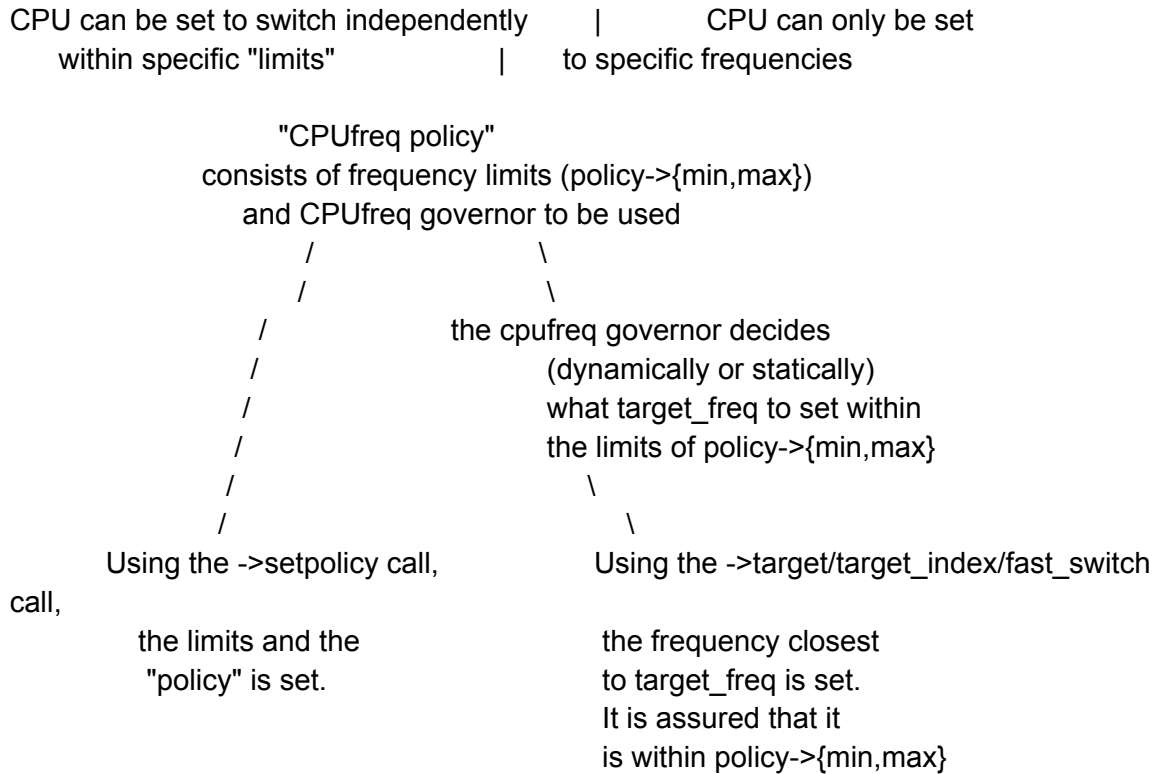 CPU can be set to switch independently | CPU can only be set
within specific "limits" | to specific frequencies
"CPUfreq policy"
consists of frequency limits (policy->{min,max})
and CPUfreq governor to be used
/ \
/ \
/ the cpufreq governor decides
/ (dynamically or statically)
/ what target_freq to set within
/ the limits of policy->{min,max}
/ \
/ \
Using the ->setpolicy call, Using the ->target/target_index/fast_switch
call,
the limits and the the frequency closest
"policy" is set. to target_freq is set.
It is assured that it
is within policy->{min,max}